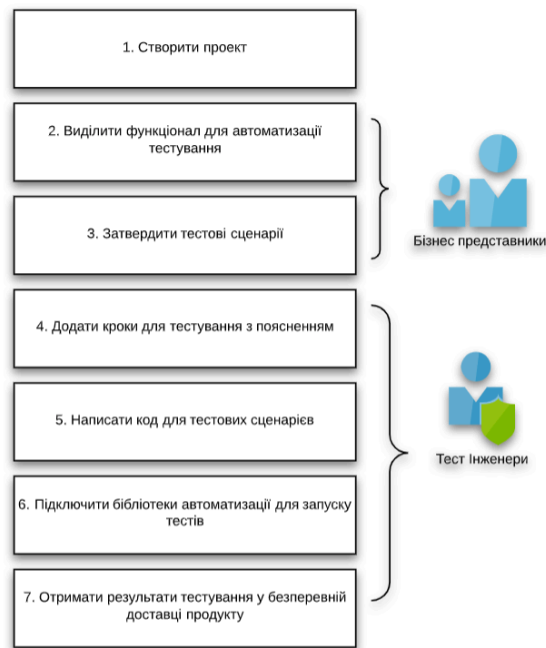 1. Створити проект
2. Виділити функціонал для автоматизації
тестування
3. Затвердити тестові сценарії
Бізнес представники
4. Додати кроки для тестування з поясненням
5. Написати код для тестових сценаріїв
Тест Інженери
6. Підключити бібліотеки автоматизації для запуску
тестів
7. Отримати результати тестування у безперевній
доставці продукту